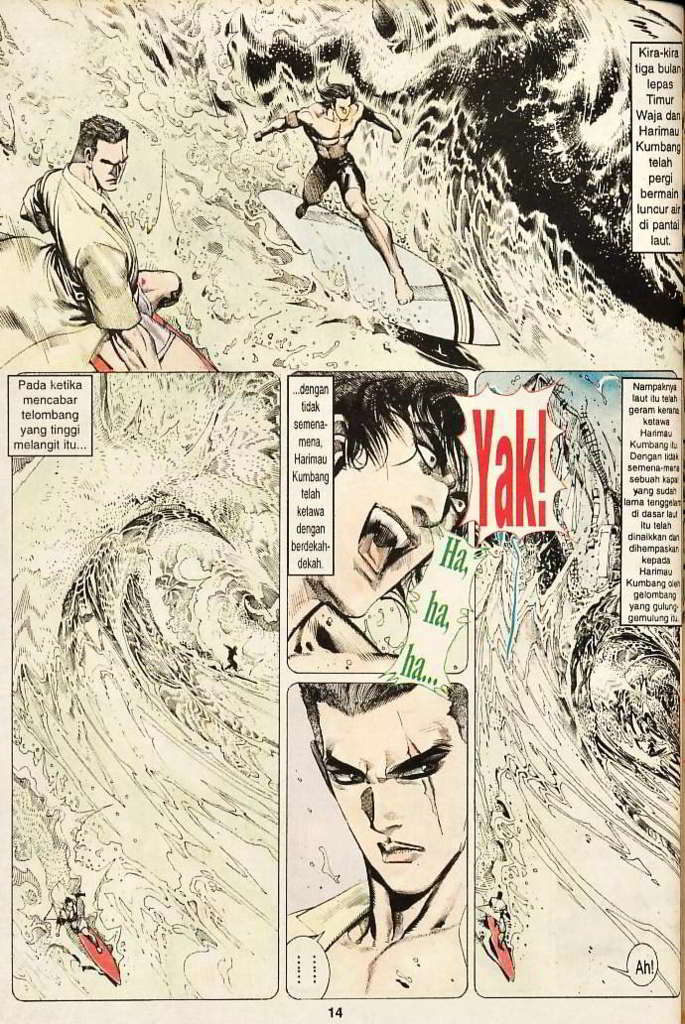 Kira-kira
tiga bulan
lepas
Timur
Waja dan
Harimau
Kumbang
telah
pergi
bermain
luncur air
di pantai
laut.
Pada ketika
mencabar
telombang
yang tinggi
melangit itu...
...dengan
tidak
semena-
mena,
Harimau
Kumbang
telah
ketawa
dengan
berdekah-
dekah.
Yak!
Ha,
ha,
ha...
Nampaknya
laut itu telah
geram kerana
ketawa
Harimau
Kumbang itu.
Dengan tidak
semena-mena
sebuah kapal
yang sudah
lama tenggelam
di dasar laut
itu telah
dinaikkan dan
dihempaskan
kepada
Harimau
Kumbang oleh
gelombang
yang gulung-
gemulung itu.
Ah!
14